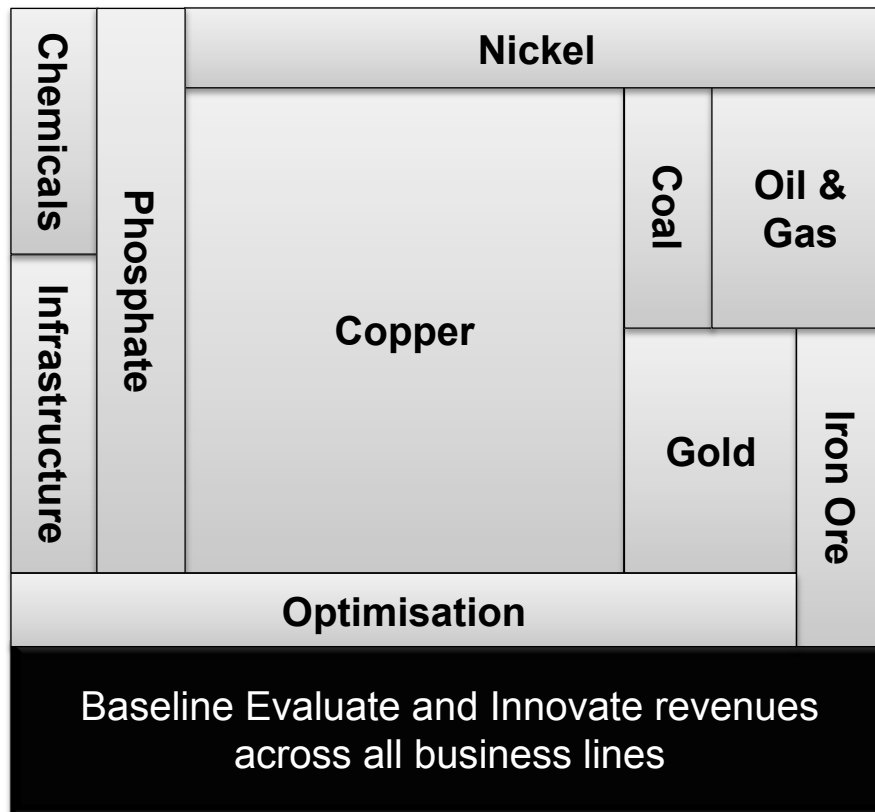 Chemicals
Phosphate
Nickel
Coal
Oil &
Gas
Infrastructure
Copper
Gold
Iron Ore
Optimisation
Baseline Evaluate and Innovate revenues
across all business lines